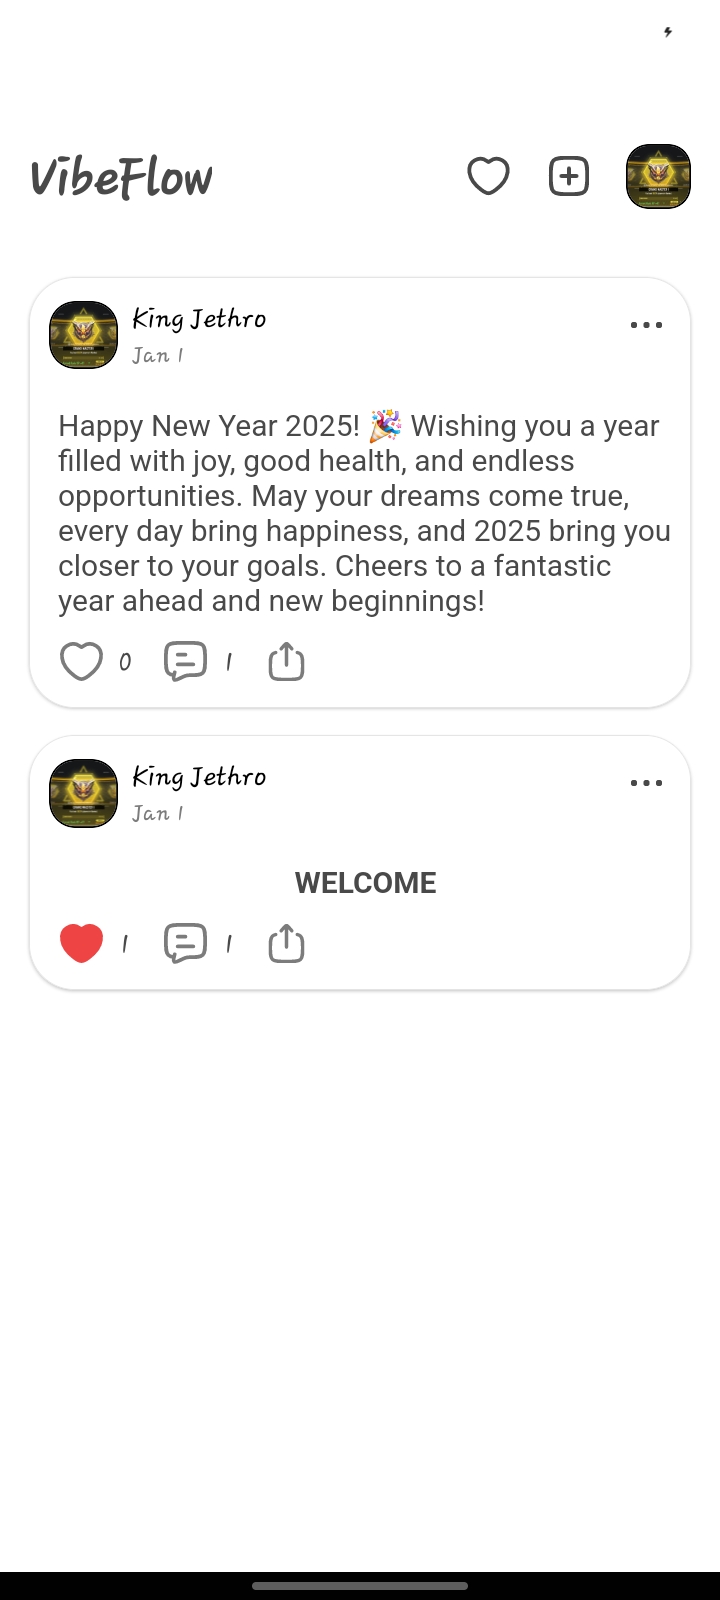 VibeFlow
King Jethro
Jan 1
Happy New Year 2025! 🎉 Wishing you a year
filled with joy, good health, and endless
opportunities. May your dreams come true,
every day bring happiness, and 2025 bring you
closer to your goals. Cheers to a fantastic
year ahead and new beginnings!
0 1
King Jethro
Jan 1
WELCOME
1 1